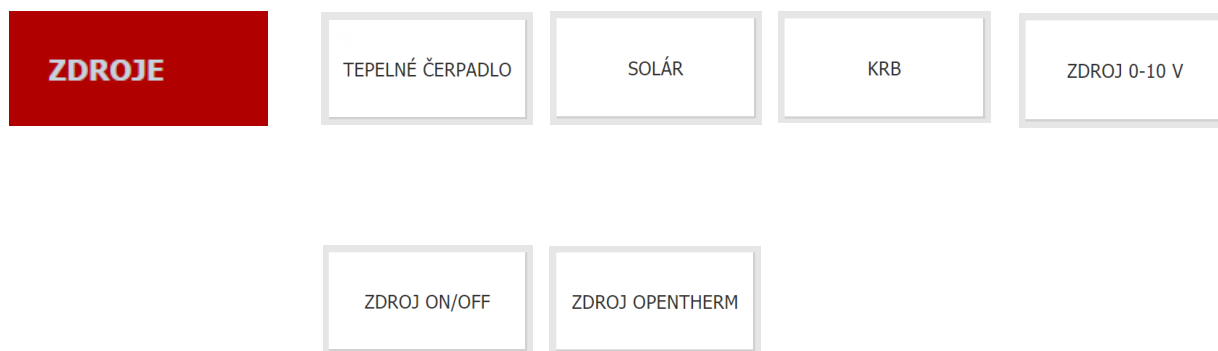 ZDROJE
TEPELNÉ ČERPADLO
SOLÁR
KRB
ZDROJ 0-10 V
ZDROJ ON/OFF
ZDROJ OPENTHERM